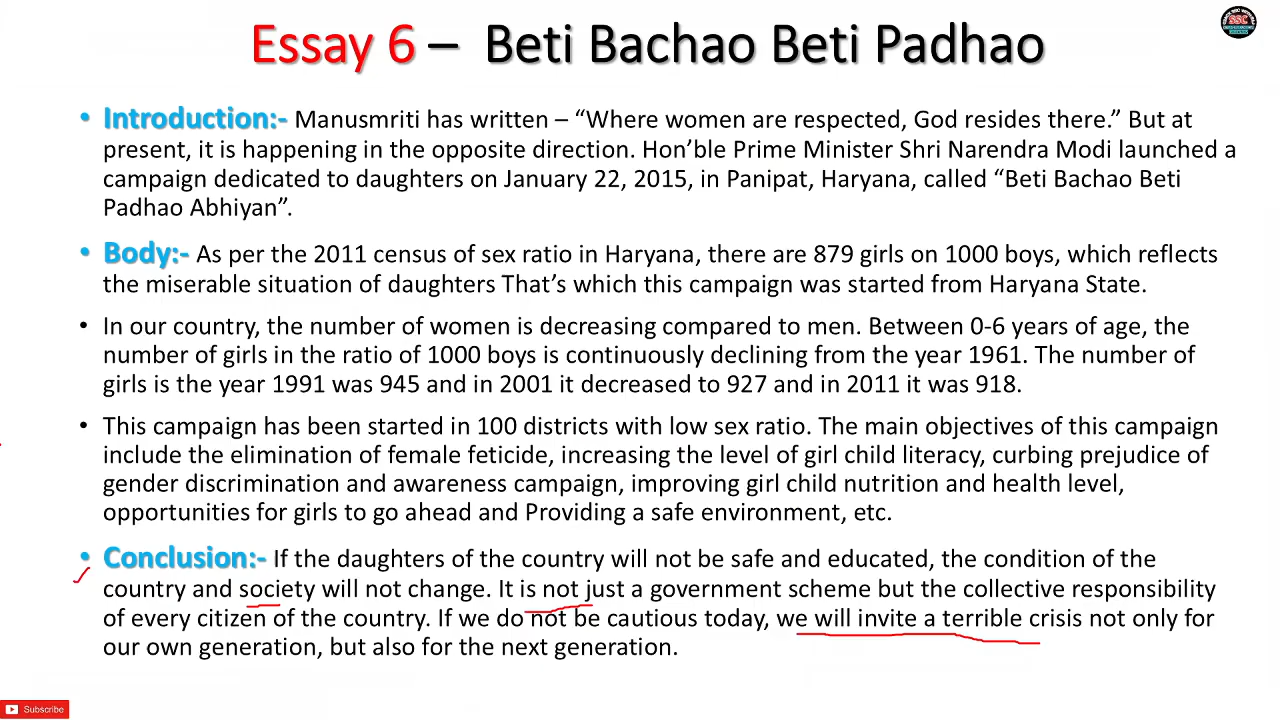 Essay 6 – Beti Bachao Beti Padhao
SSC
• Introduction:- Manusmriti has written – “Where women are respected, God resides there.” But at
present, it is happening in the opposite direction. Hon’ble Prime Minister Shri Narendra Modi launched a
campaign dedicated to daughters on January 22, 2015, in Panipat, Haryana, called “Beti Bachao Beti
Padhao Abhiyan”.
• Body:- As per the 2011 census of sex ratio in Haryana, there are 879 girls on 1000 boys, which reflects
the miserable situation of daughters That’s which this campaign was started from Haryana State.
• In our country, the number of women is decreasing compared to men. Between 0-6 years of age, the
number of girls in the ratio of 1000 boys is continuously declining from the year 1961. The number of
girls is the year 1991 was 945 and in 2001 it decreased to 927 and in 2011 it was 918.
• This campaign has been started in 100 districts with low sex ratio. The main objectives of this campaign
include the elimination of female feticide, increasing the level of girl child literacy, curbing prejudice of
gender discrimination and awareness campaign, improving girl child nutrition and health level,
opportunities for girls to go ahead and Providing a safe environment, etc.
• Conclusion:- If the daughters of the country will not be safe and educated, the condition of the
country and society will not change. It is not just a government scheme but the collective responsibility
of every citizen of the country. If we do not be cautious today, we will invite a terrible crisis not only for
our own generation, but also for the next generation.
Subscribe